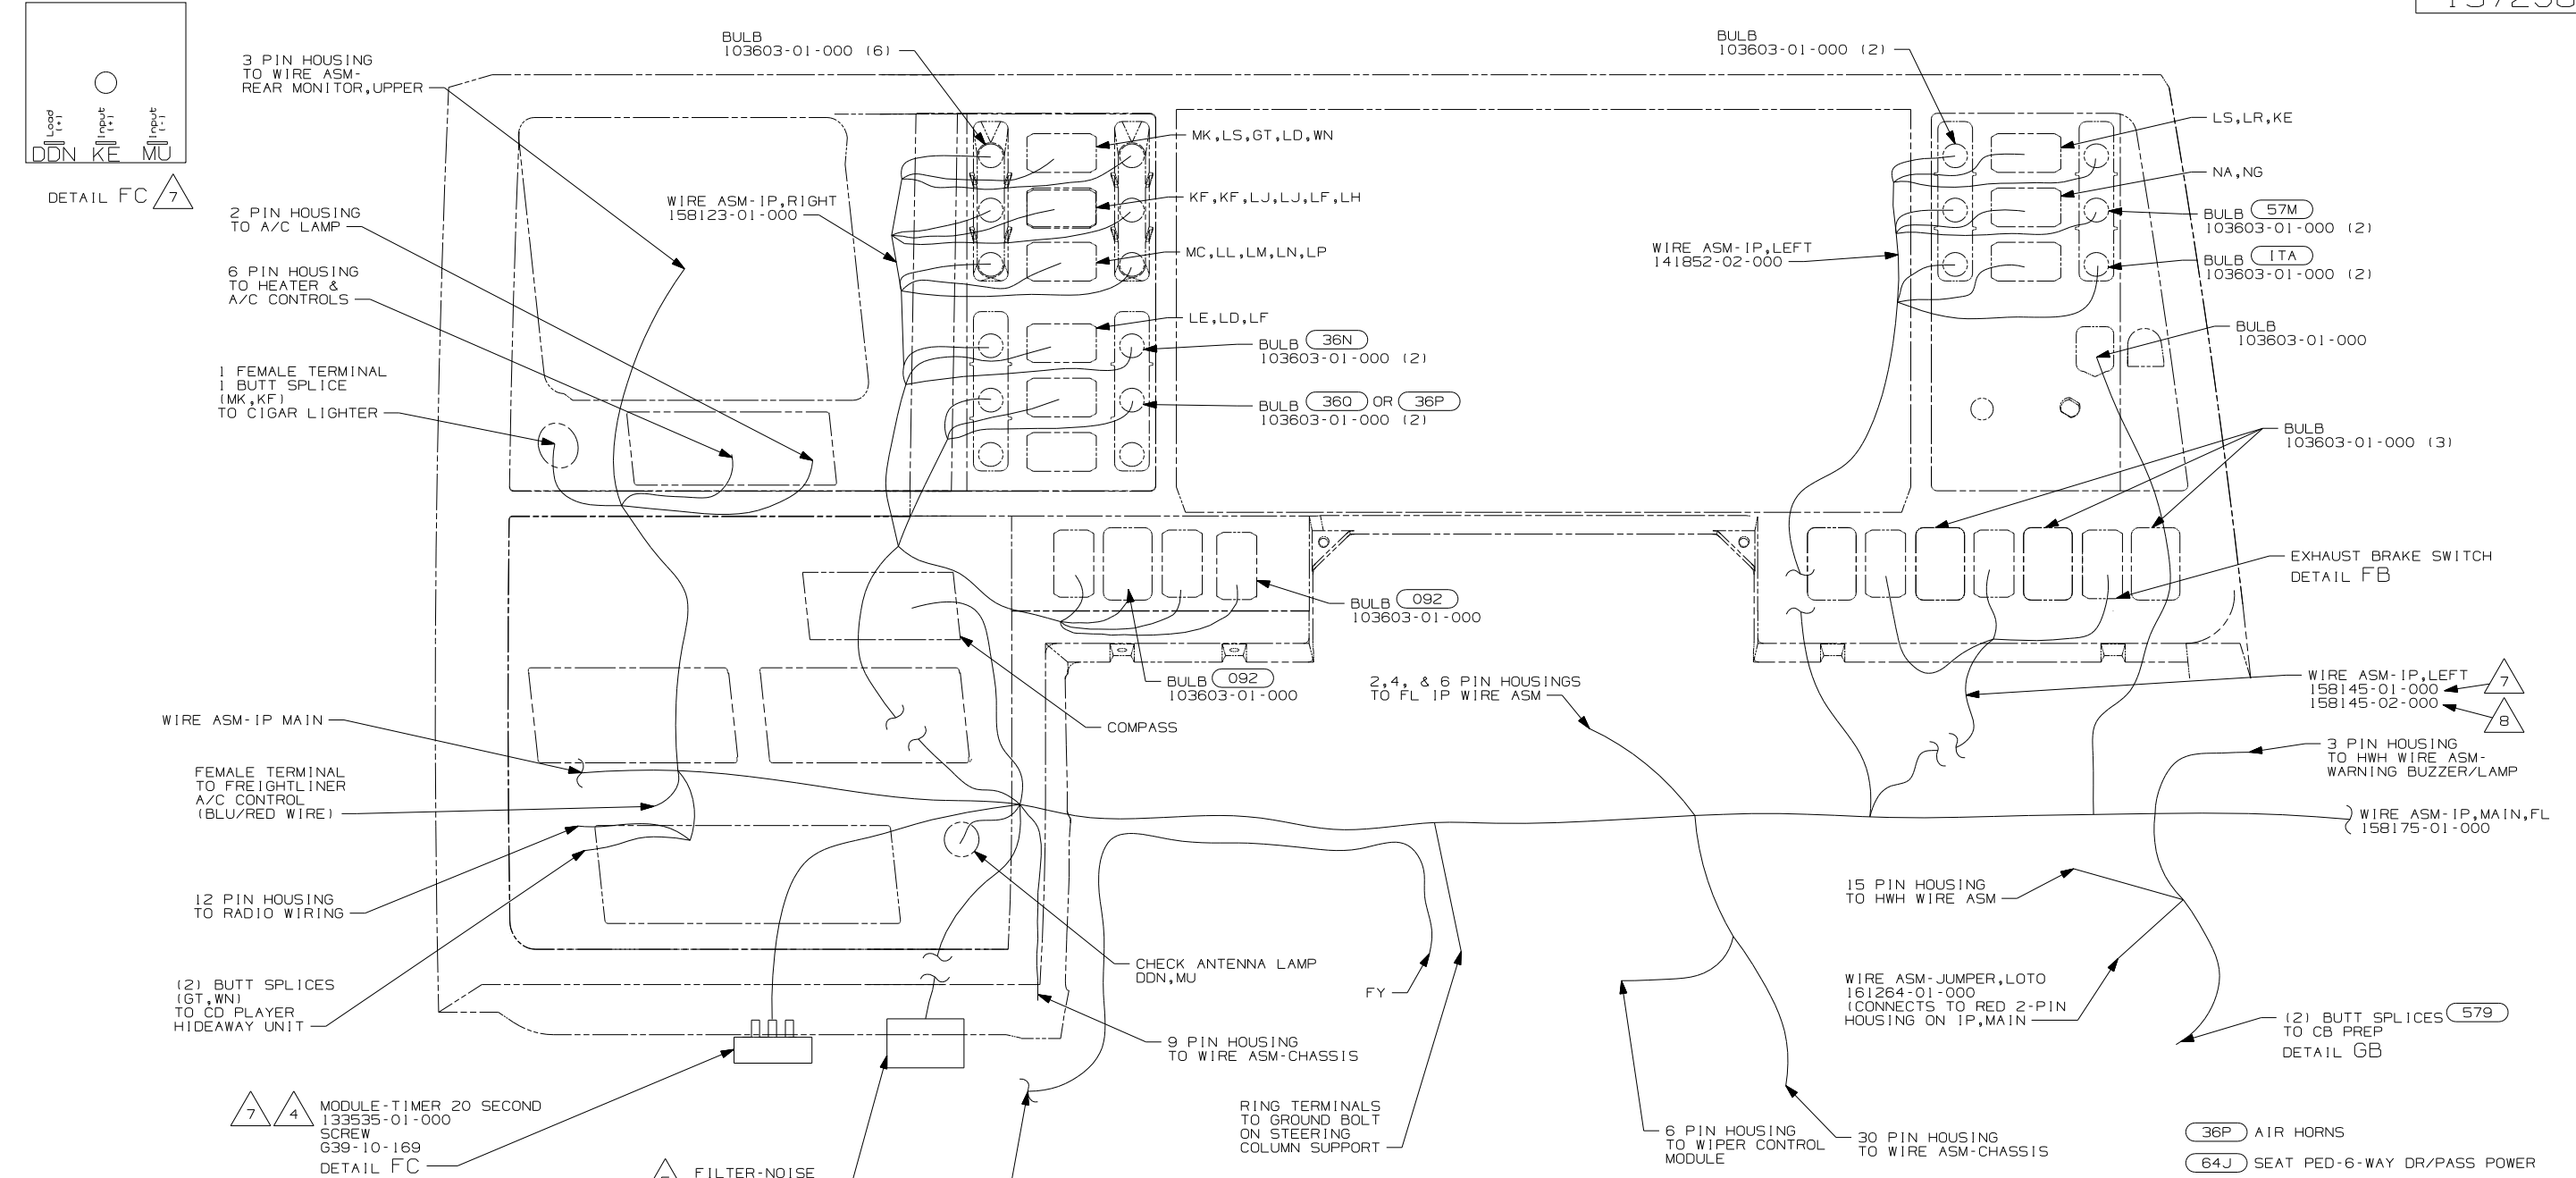 Load
(+)
Input
(+)
Input
(-)
DDN KE MU
DETAIL FC 7
3 PIN HOUSING
TO WIRE ASM-
REAR MONITOR,UPPER
2 PIN HOUSING
TO A/C LAMP
6 PIN HOUSING
TO HEATER &
A/C CONTROLS
1 FEMALE TERMINAL
1 BUTT SPLICE
(MK,KF)
TO CIGAR LIGHTER
BULB
103603-01-000 (6)
WIRE ASM-IP,RIGHT
158123-01-000
MK,LS,GT,LD,WN
KF,KF,LJ,LJ,LF,LH
MC,LL,LM,LN,LP
LE,LD,LF
BULB 36N
103603-01-000 (2)
BULB 36Q OR 36P
103603-01-000 (2)
BULB
103603-01-000 (2)
WIRE ASM-IP,LEFT
141852-02-000
LS,LR,KE
NA,NG
BULB 57M
103603-01-000 (2)
BULB 1TA
103603-01-000 (2)
BULB
103603-01-000
BULB
103603-01-000 (3)
EXHAUST BRAKE SWITCH
DETAIL FB
BULB 092
103603-01-000
BULB 092
103603-01-000
COMPASS
2,4, & 6 PIN HOUSINGS
TO FL IP WIRE ASM
WIRE ASM-IP,LEFT
158145-01-000 7
158145-02-000 8
3 PIN HOUSING
TO HWH WIRE ASM-
WARNING BUZZER/LAMP
WIRE ASM-IP,MAIN,FL
158175-01-000
WIRE ASM-IP MAIN
FEMALE TERMINAL
TO FREIGHTLINER
A/C CONTROL
(BLU/RED WIRE)
12 PIN HOUSING
TO RADIO WIRING
(2) BUTT SPLICES
(GT,WN)
TO CD PLAYER
HIDEAWAY UNIT
CHECK ANTENNA LAMP
DDN,MU
FY
15 PIN HOUSING
TO HWH WIRE ASM
WIRE ASM-JUMPER,LOTO
161264-01-000
(CONNECTS TO RED 2-PIN
HOUSING ON IP,MAIN
(2) BUTT SPLICES 579
TO CB PREP
DETAIL GB
9 PIN HOUSING
TO WIRE ASM-CHASSIS
7 4 MODULE-TIMER 20 SECOND
133535-01-000
SCREW
G39-10-169
DETAIL FC
FILTER-NOISE
RING TERMINALS
TO GROUND BOLT
ON STEERING
COLUMN SUPPORT
6 PIN HOUSING
TO WIPER CONTROL
MODULE
30 PIN HOUSING
TO WIRE ASM-CHASSIS
36P AIR HORNS
64J SEAT PED-6-WAY DR/PASS POWER